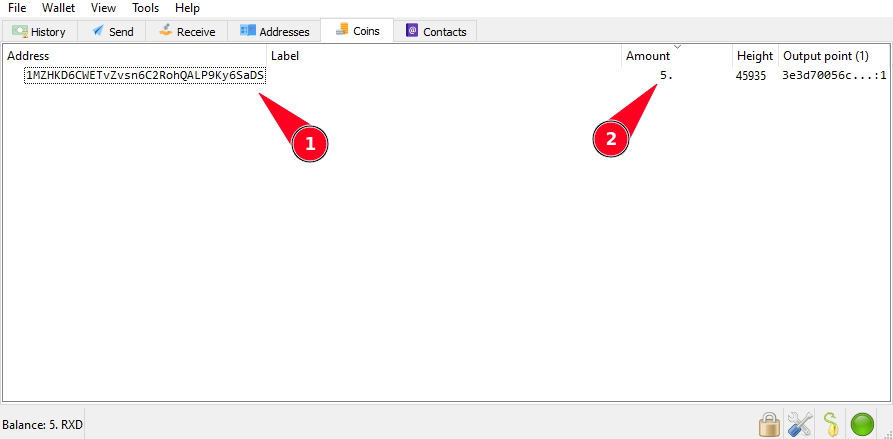 File Wallet View Tools Help
History Send Receive Addresses Coins Contacts
Address Label Amount Height Output point (1)
1MZHKD6CWETvZvsn6C2RohQALP9Ky6SaDS 5. 45935 3e3d70056c...:1
1 2
Balance: 5. RXD